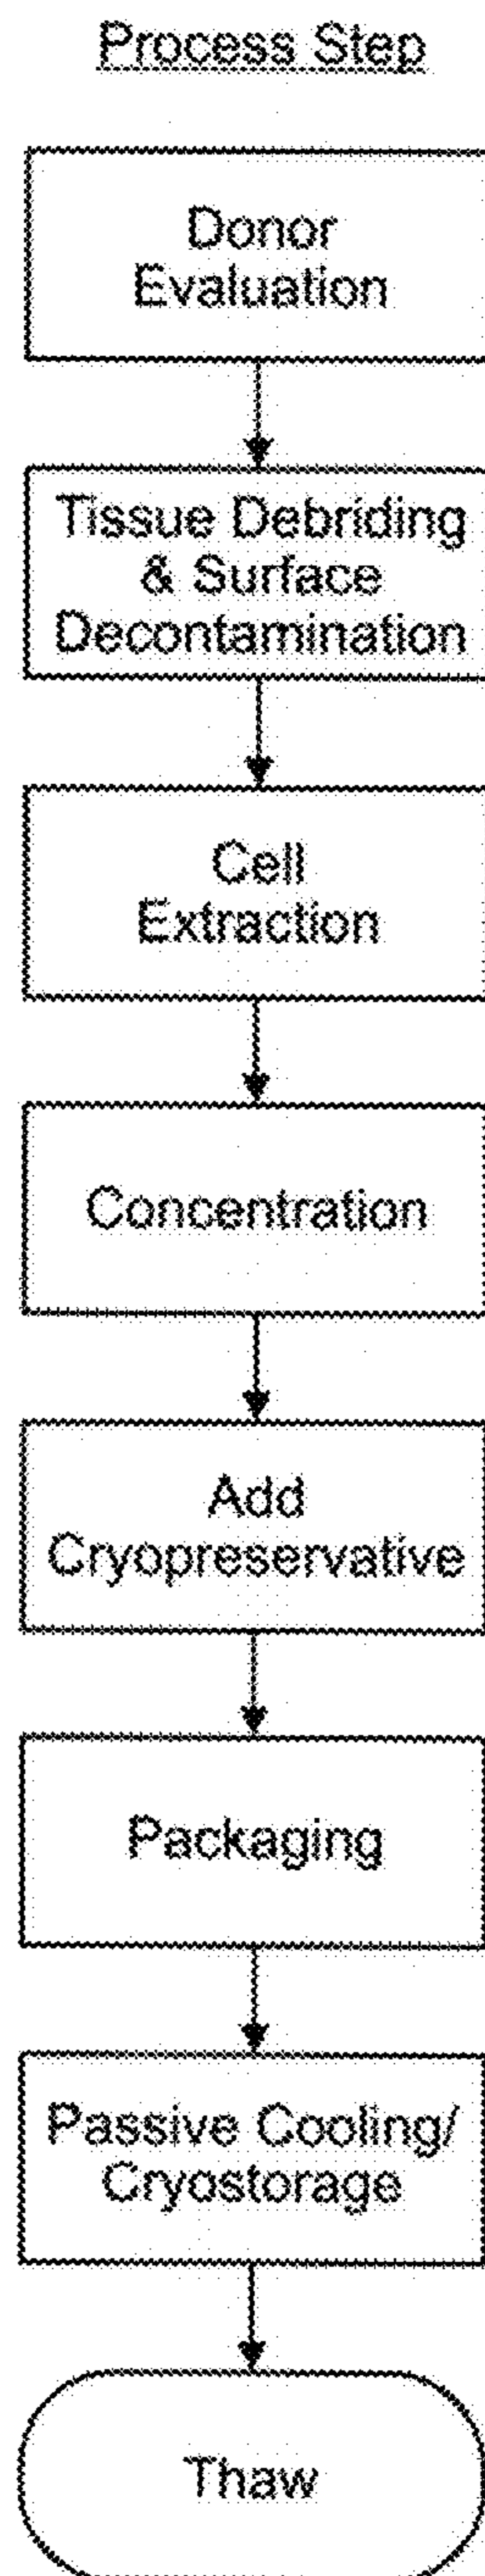 Process Step
Donor
Evaluation
Tissue Debriding
& Surface
Decontamination
Cell
Extraction
Concentration
Add
Cryopreservative
Packaging
Passive Cooling/
Cryostorage
Thaw